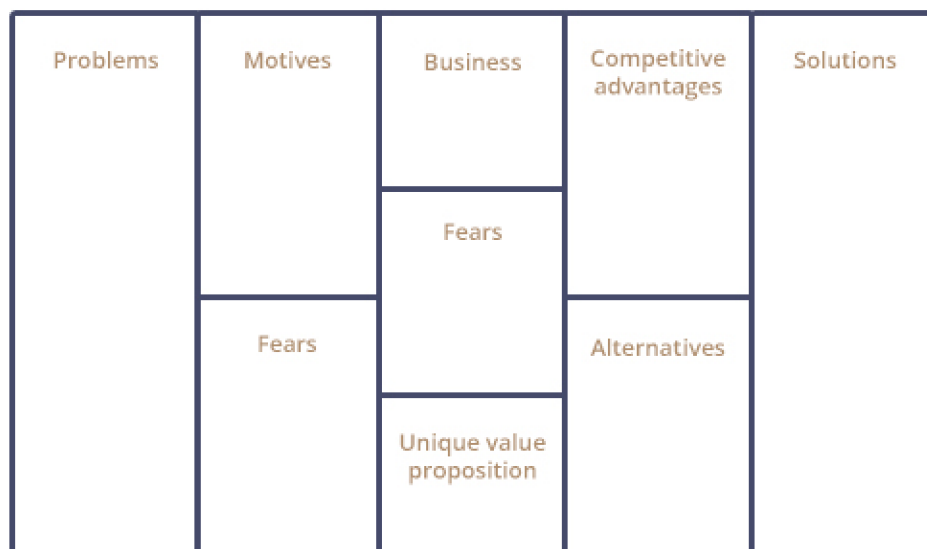 Problems
Motives
Fears
Business
Fears
Unique value
proposition
Competitive
advantages
Alternatives
Solutions